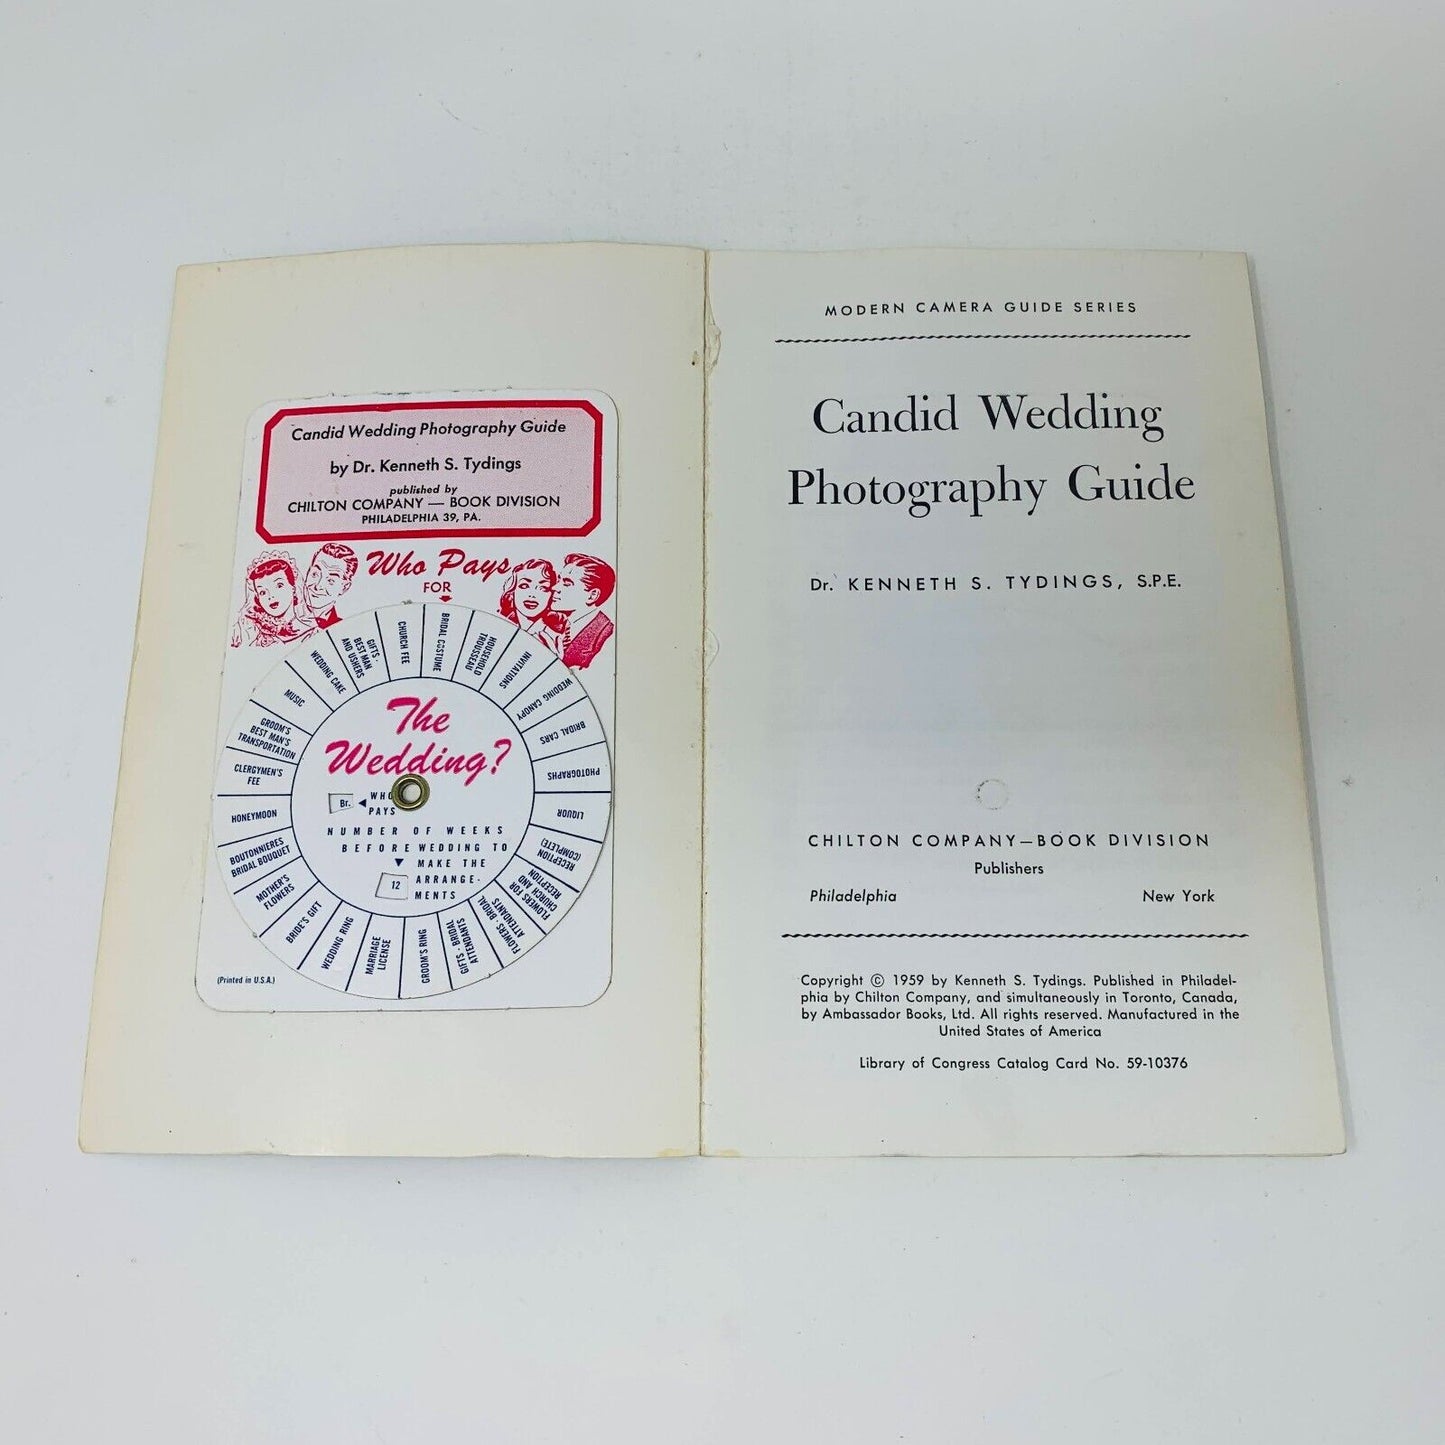 Candid Wedding Photography Guide
by Dr. Kenneth S. Tydings
published by
CHILTON COMPANY — BOOK DIVISION
PHILADELPHIA 39, PA.
Who Pays
FOR
BRIDAL COSTUME
HOUSEHOLD
TROUSSEAU
INVITATIONS
WEDDING CANOPY
BRIDAL CARS
PHOTOGRAPHS
LIQUOR
RECEPTION
(COMPLETE)
FLOWERS FOR
CHURCH AND
RECEPTION
FLOWERS - BRIDAL
ATTENDANTS
GIFTS - BRIDAL
ATTENDANTS
GROOM'S RING
MARRIAGE
LICENSE
WEDDING RING
BRIDE'S GIFT
MOTHER'S
FLOWERS
BOUTONNIERES
BRIDAL BOUQUET
HONEYMOON
CLERGYMEN'S
FEE
GROOM'S
BEST MAN'S
TRANSPORTATION
MUSIC
WEDDING CAKE
GIFTS -
BEST MAN
AND USHERS
CHURCH FEE
The
Wedding?
Br. ◄ WHO
PAYS
NUMBER OF WEEKS
BEFORE WEDDING TO
▼ MAKE THE
12 ARRANGE-
MENTS
(Printed in U.S.A.)
MODERN CAMERA GUIDE SERIES
Candid Wedding
Photography Guide
Dr. KENNETH S. TYDINGS, S.P.E.
CHILTON COMPANY—BOOK DIVISION
Publishers
Philadelphia New York
Copyright © 1959 by Kenneth S. Tydings. Published in Philadel-
phia by Chilton Company, and simultaneously in Toronto, Canada,
by Ambassador Books, Ltd. All rights reserved. Manufactured in the
United States of America
Library of Congress Catalog Card No. 59-10376